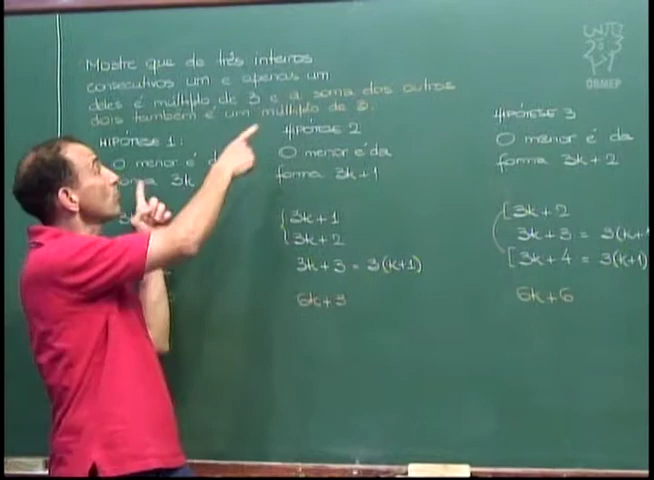 Mostre que de três inteiros
consecutivos um e apenas um
deles é múltiplo de 3 e a soma dos outros
dois também é um múltiplo de 3.
HIPÓTESE 1:
O menor é d
3k
HIPÓTESE 2
O menor é da
forma 3k+1
3k+1
3k+2
3k+3 = 3(k+1)
6k+3
HIPÓTESE 3
O menor é da
forma 3k+2
3k+2
3k+3 = 3(k+
3k+4 = 3(k+1)
6k+6
OBMEP